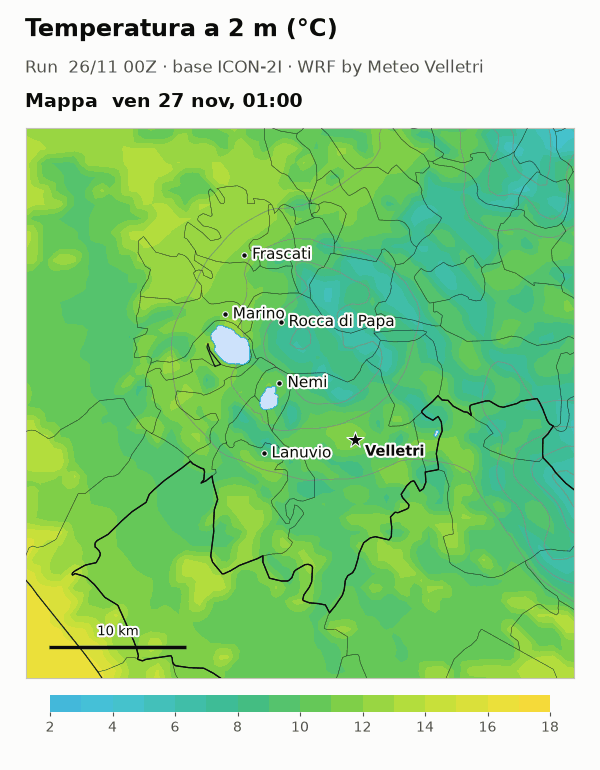 Temperatura a 2 m (°C)
Run  26/11 00Z · base ICON-2I · WRF by Meteo Velletri
Mappa  ven 27 nov, 01:00
Frascati
Marino
Rocca di Papa
Nemi
Velletri
Lanuvio
10 km
2 4 6 8 10 12 14 16 18